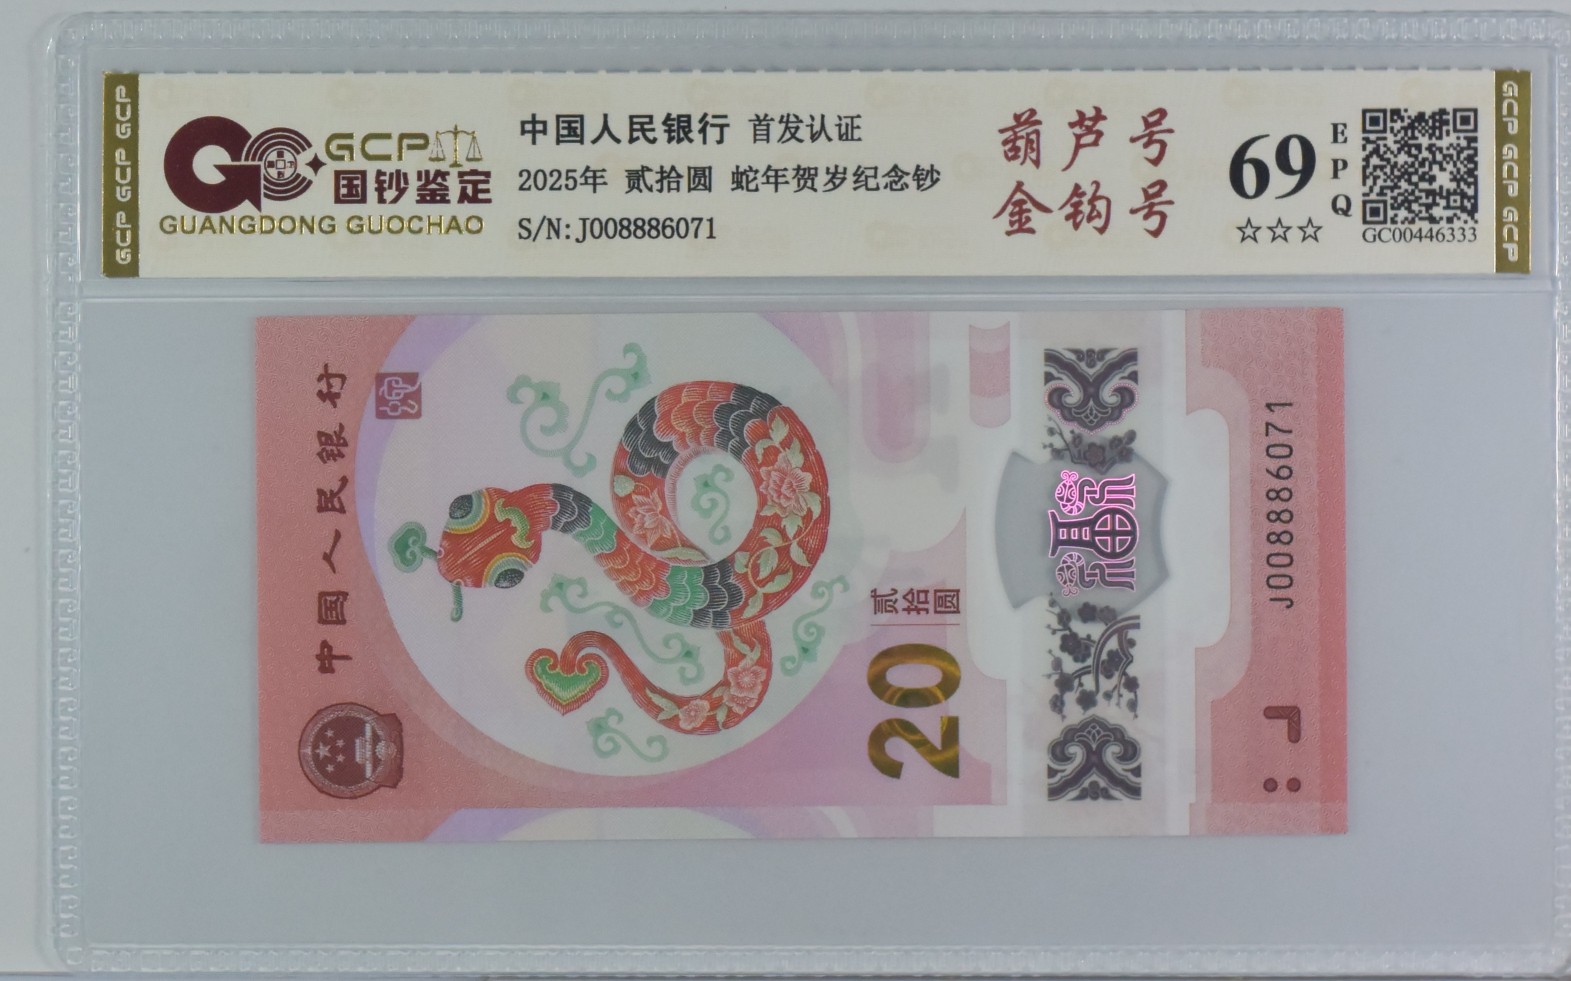 GCP GCP GCP
GCP
国钞鉴定
GUANGDONG GUOCHAO
中国人民银行 首发认证
2025年 贰拾圆 蛇年贺岁纪念钞
S/N:J008886071
葫芦号
金钩号
69
EPQ
☆☆☆
GC00446333
GCP GCP GCP
中国人民银行
贰拾圆
20
J008886071